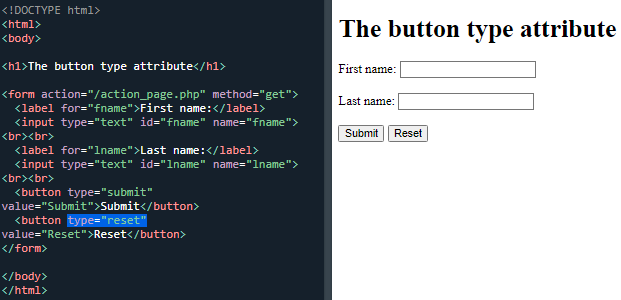 <!DOCTYPE html>
<html>
<body>
<h1>The button type attribute</h1>
<form action="/action_page.php" method="get">
<label for="fname">First name:</label>
<input type="text" id="fname" name="fname">
<br><br>
<label for="lname">Last name:</label>
<input type="text" id="lname" name="lname">
<br><br>
<button type="submit"
value="Submit">Submit</button>
<button type="reset"
value="Reset">Reset</button>
</form>
</body>
</html>
The button type attribute
First name:
Last name:
Submit Reset